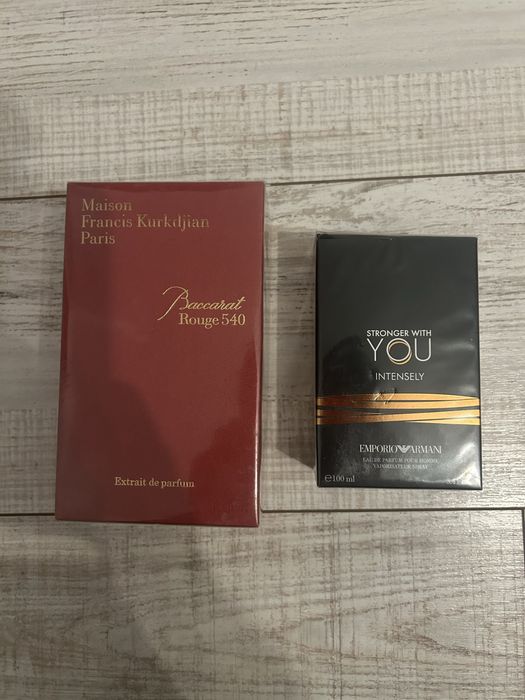 Maison
Francis Kurkdjian
Paris
Baccarat
Rouge 540
Extrait de parfum
STRONGER WITH
YOU
INTENSELY
EMPORIO ARMANI
EAU DE PARFUM POUR HOMME
VAPORISATEUR SPRAY
℮100 ml